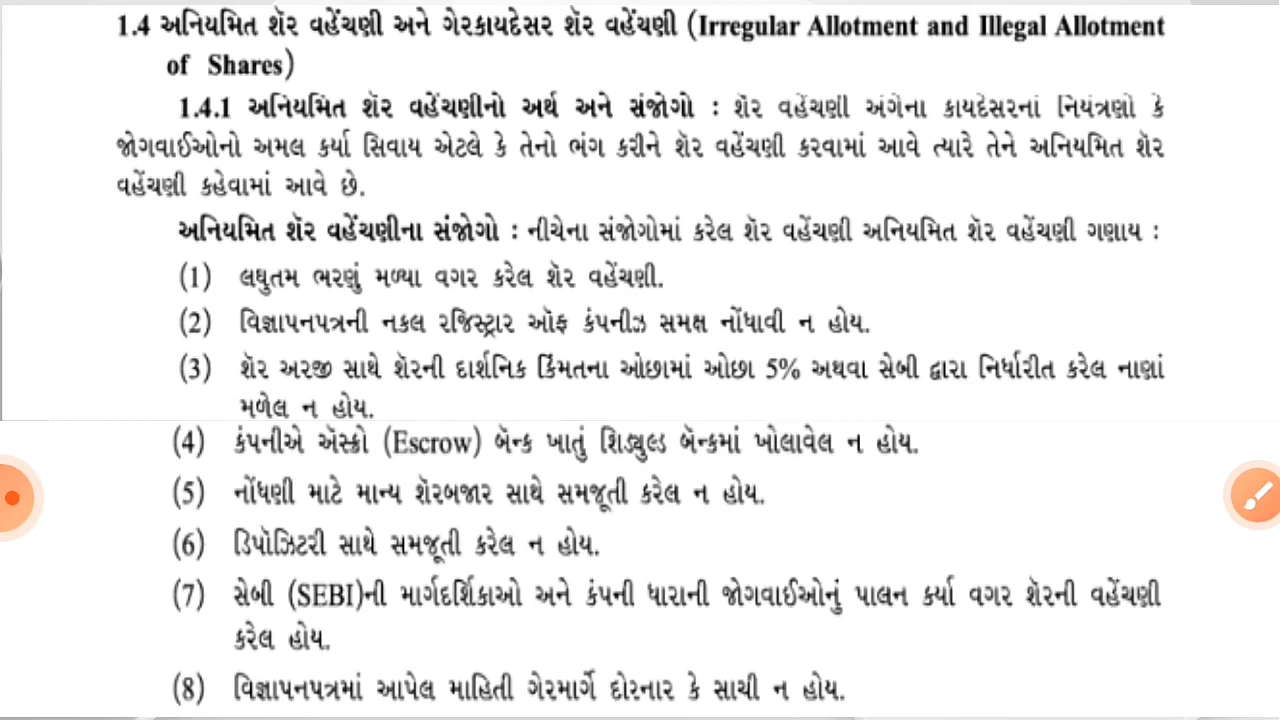 1.4 અનિયમિત શૅર વહેંચણી અને ગેરકાયદેસર શૅર વહેંચણી (Irregular Allotment and Illegal Allotment
of Shares)
1.4.1 અનિયમિત શૅર વહેંચણીનો અર્થ અને સંજોગો : શૅર વહેંચણી અંગેના કાયદેસરનાં નિયંત્રણો કે
જોગવાઈઓનો અમલ કર્યા સિવાય એટલે કે તેનો ભંગ કરીને શૅર વહેંચણી કરવામાં આવે ત્યારે તેને અનિયમિત શૅર
વહેંચણી કહેવામાં આવે છે.
અનિયમિત શૅર વહેંચણીના સંજોગો : નીચેના સંજોગોમાં કરેલ શૅર વહેંચણી અનિયમિત શૅર વહેંચણી ગણાય :
(1) લઘુતમ ભરણું મળ્યા વગર કરેલ શૅર વહેંચણી.
(2) વિજ્ઞાપનપત્રની નકલ રજિસ્ટ્રાર ઑફ કંપનીઝ સમક્ષ નોંધાવી ન હોય.
(3) શૅર અરજી સાથે શૅરની દાર્શનિક કિંમતના ઓછામાં ઓછા 5% અથવા સેબી દ્વારા નિર્ધારીત કરેલ નાણાં
મળેલ ન હોય.
(4) કંપનીએ ઍસ્ક્રો (Escrow) બૅન્ક ખાતું શિડ્યુલ્ડ બૅન્કમાં ખોલાવેલ ન હોય.
(5) નોંધણી માટે માન્ય શૅરબજાર સાથે સમજૂતી કરેલ ન હોય.
(6) ડિપૉઝિટરી સાથે સમજૂતી કરેલ ન હોય.
(7) સેબી (SEBI)ની માર્ગદર્શિકાઓ અને કંપની ધારાની જોગવાઈઓનું પાલન કર્યા વગર શૅરની વહેંચણી
કરેલ હોય.
(8) વિજ્ઞાપનપત્રમાં આપેલ માહિતી ગેરમાર્ગે દોરનાર કે સાચી ન હોય.